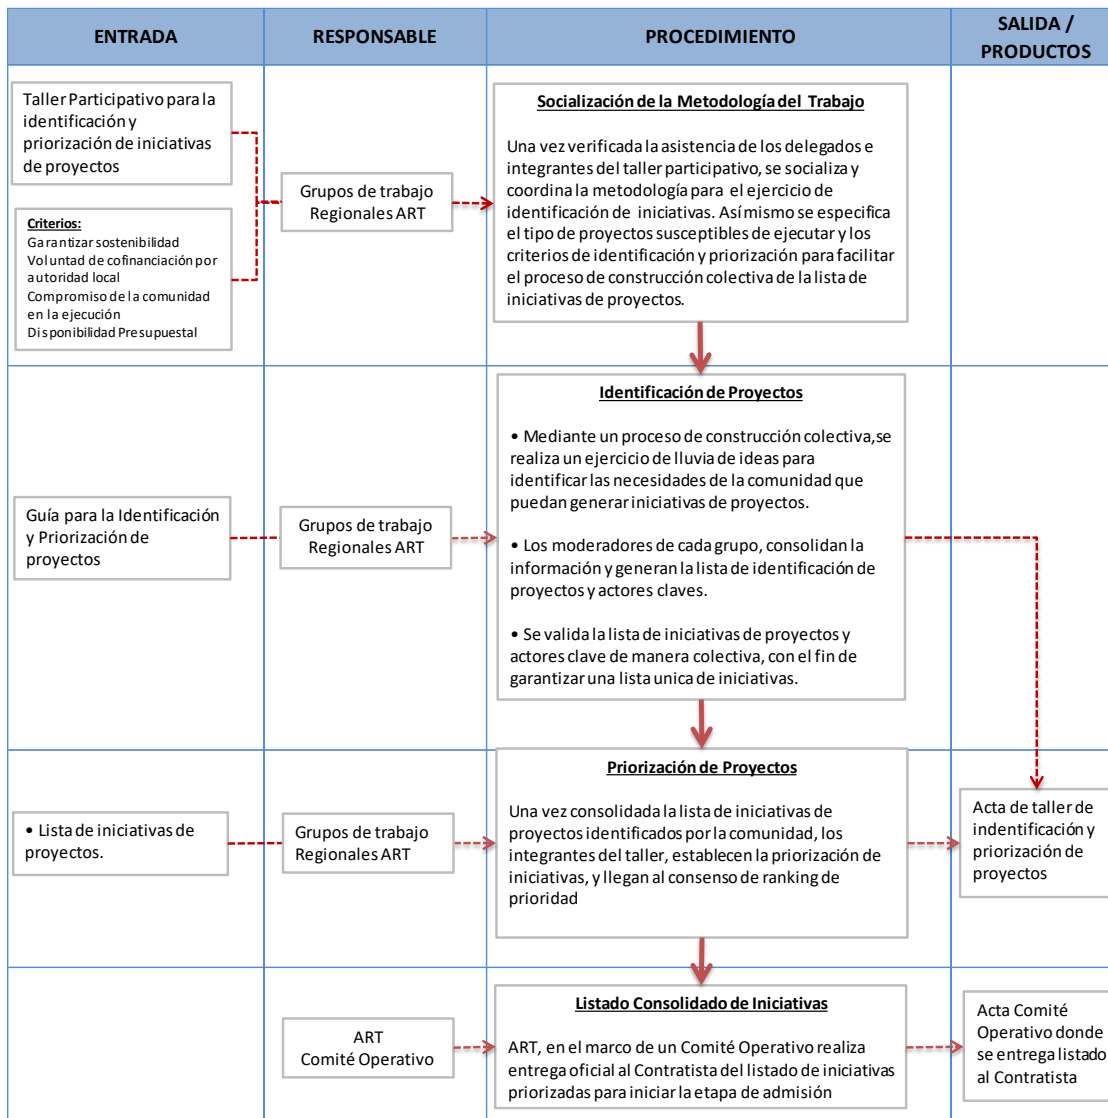 ENTRADA
RESPONSABLE
PROCEDIMIENTO
SALIDA /
PRODUCTOS
Taller Participativo para la
identificación y
priorización de iniciativas
de proyectos
Criterios:
Garantizar sostenibilidad
Voluntad de cofinanciación por
autoridad local
Compromiso de la comunidad
en la ejecución
Disponibilidad Presupuestal
Grupos de trabajo
Regionales ART
Socialización de la Metodología del Trabajo
Una vez verificada la asistencia de los delegados e
integrantes del taller participativo, se socializa y
coordina la metodología para el ejercicio de
identificación de iniciativas. Así mismo se especifica
el tipo de proyectos susceptibles de ejecutar y los
criterios de identificación y priorización para facilitar
el proceso de construcción colectiva de la lista de
iniciativas de proyectos.
Guía para la Identificación
y Priorización de
proyectos
Grupos de trabajo
Regionales ART
Identificación de Proyectos
• Mediante un proceso de construcción colectiva,se
realiza un ejercicio de lluvia de ideas para
identificar las necesidades de la comunidad que
puedan generar iniciativas de proyectos.
• Los moderadores de cada grupo, consolidan la
información y generan la lista de identificación de
proyectos y actores claves.
• Se valida la lista de iniciativas de proyectos y
actores clave de manera colectiva, con el fin de
garantizar una lista unica de iniciativas.
• Lista de iniciativas de
proyectos.
Grupos de trabajo
Regionales ART
Priorización de Proyectos
Una vez consolidada la lista de iniciativas de
proyectos identificados por la comunidad, los
integrantes del taller, establecen la priorización de
iniciativas, y llegan al consenso de ranking de
prioridad
Acta de taller de
indentificación y
priorización de
proyectos
ART
Comité Operativo
Listado Consolidado de Iniciativas
ART, en el marco de un Comité Operativo realiza
entrega oficial al Contratista del listado de iniciativas
priorizadas para iniciar la etapa de admisión
Acta Comité
Operativo donde
se entrega listado
al Contratista